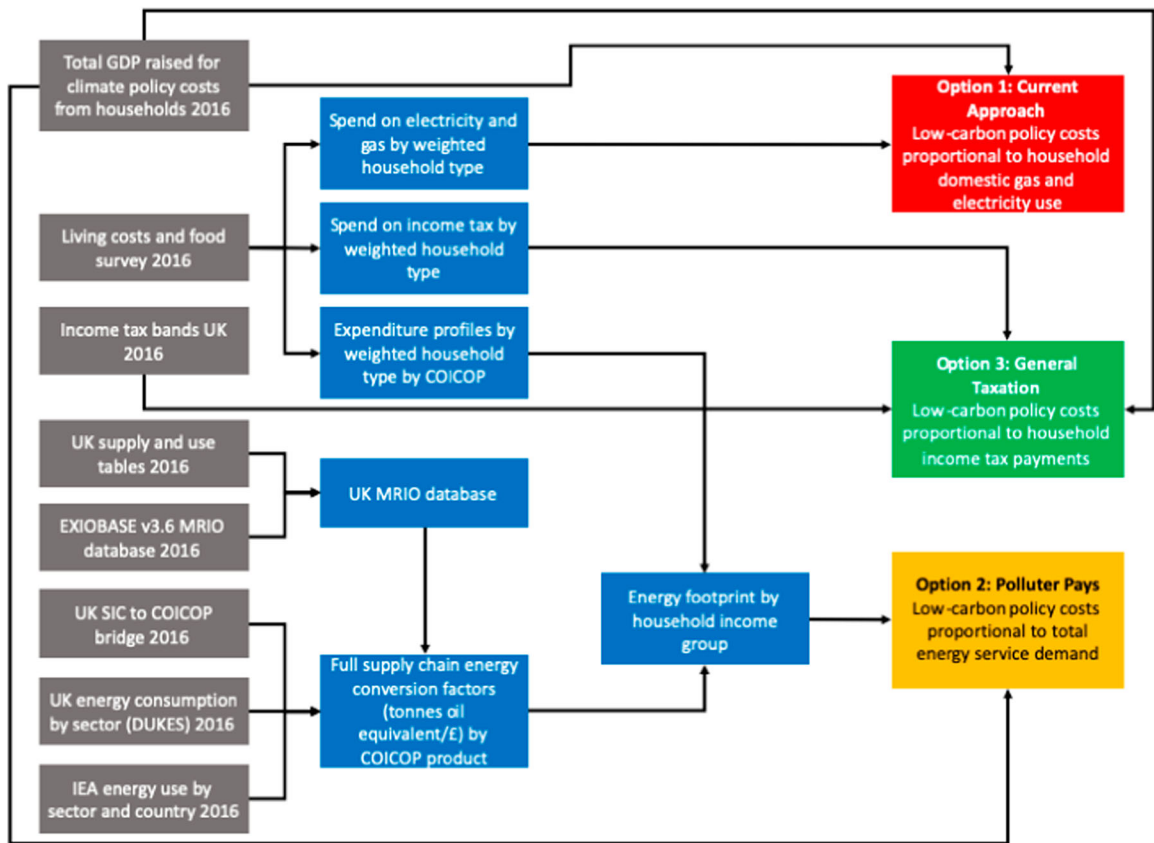 Total GDP raised for
climate policy costs
from households 2016
Living costs and food
survey 2016
Income tax bands UK
2016
UK supply and use
tables 2016
EXIOBASE v3.6 MRIO
database 2016
UK SIC to COICOP
bridge 2016
UK energy consumption
by sector (DUKES) 2016
IEA energy use by
sector and country 2016
Spend on electricity and
gas by weighted
household type
Spend on income tax by
weighted household
type
Expenditure profiles by
weighted household
type by COICOP
UK MRIO database
Full supply chain energy
conversion factors
(tonnes oil
equivalent/£) by
COICOP product
Energy footprint by
household income
group
Option 1: Current
Approach
Low-carbon policy costs
proportional to household
domestic gas and
electricity use
Option 3: General
Taxation
Low-carbon policy costs
proportional to household
income tax payments
Option 2: Polluter Pays
Low-carbon policy costs
proportional to total
energy service demand